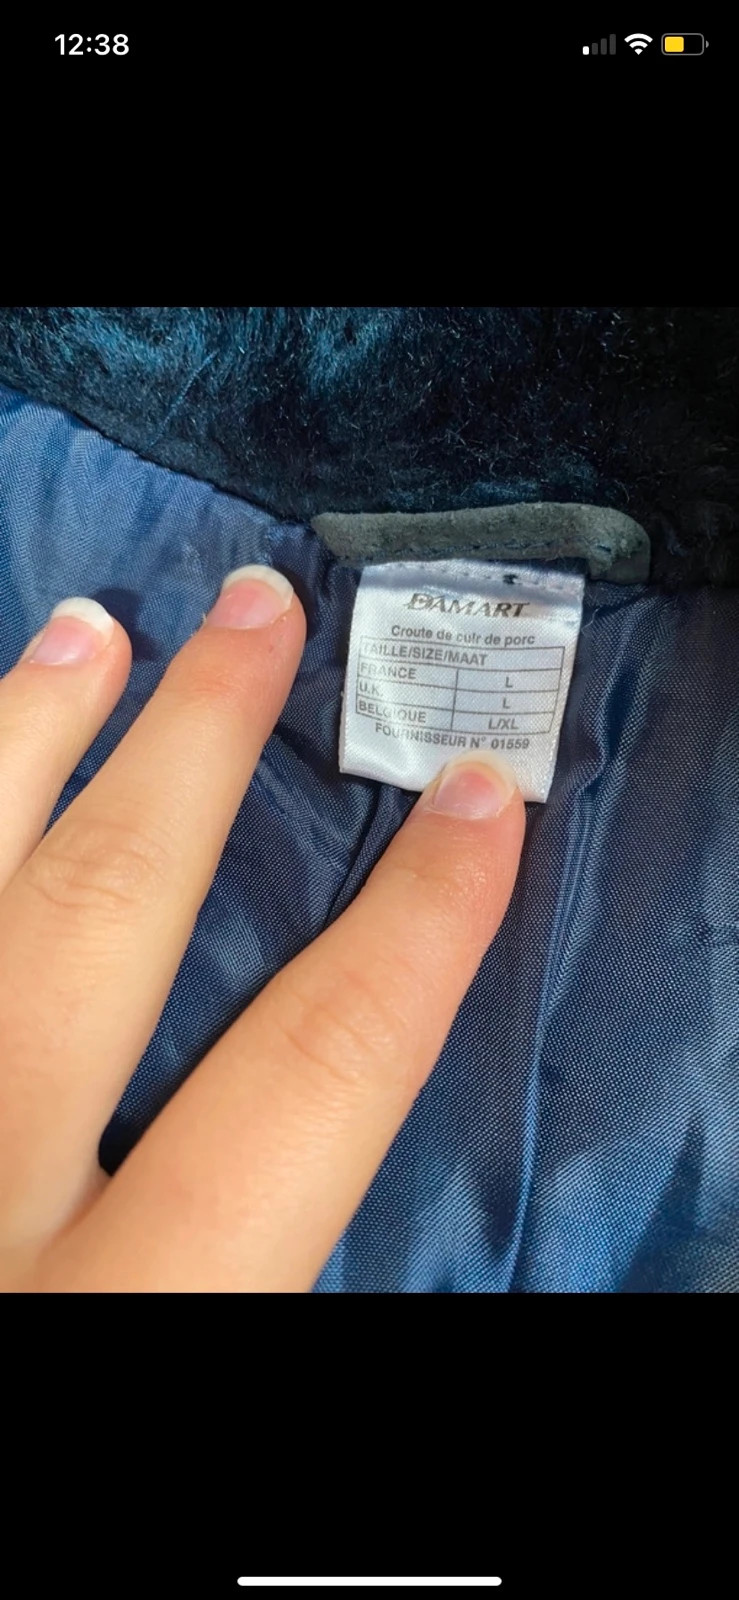 12:38
DAMART
Croute de cuir de porc
TAILLE/SIZE/MAAT
FRANCE L
U.K. L
BELGIQUE L/XL
FOURNISSEUR N° 01559